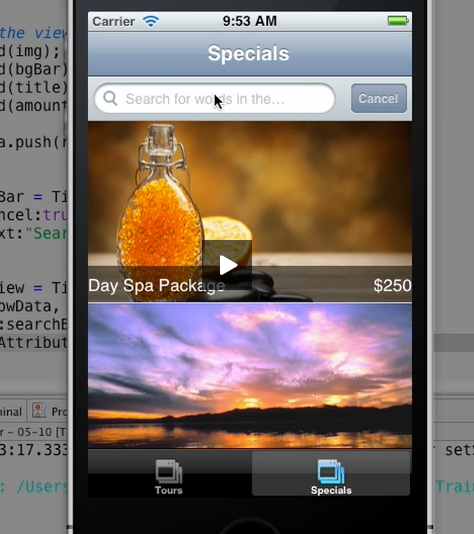 Carrier 9:53 AM
the view
Specials
d(img);
d(bgBar)
d(title)
d(amount
Search for words in the… Cancel
a.push(r
Bar = Ti
ncel:tru
xt:"Sear
Day Spa Package $250
iew = Ti
owData,
:searchB
Attribut
minal Pro
r - 05-10 [T
3:17.333 r setS
Tours Specials
: /Users Trai